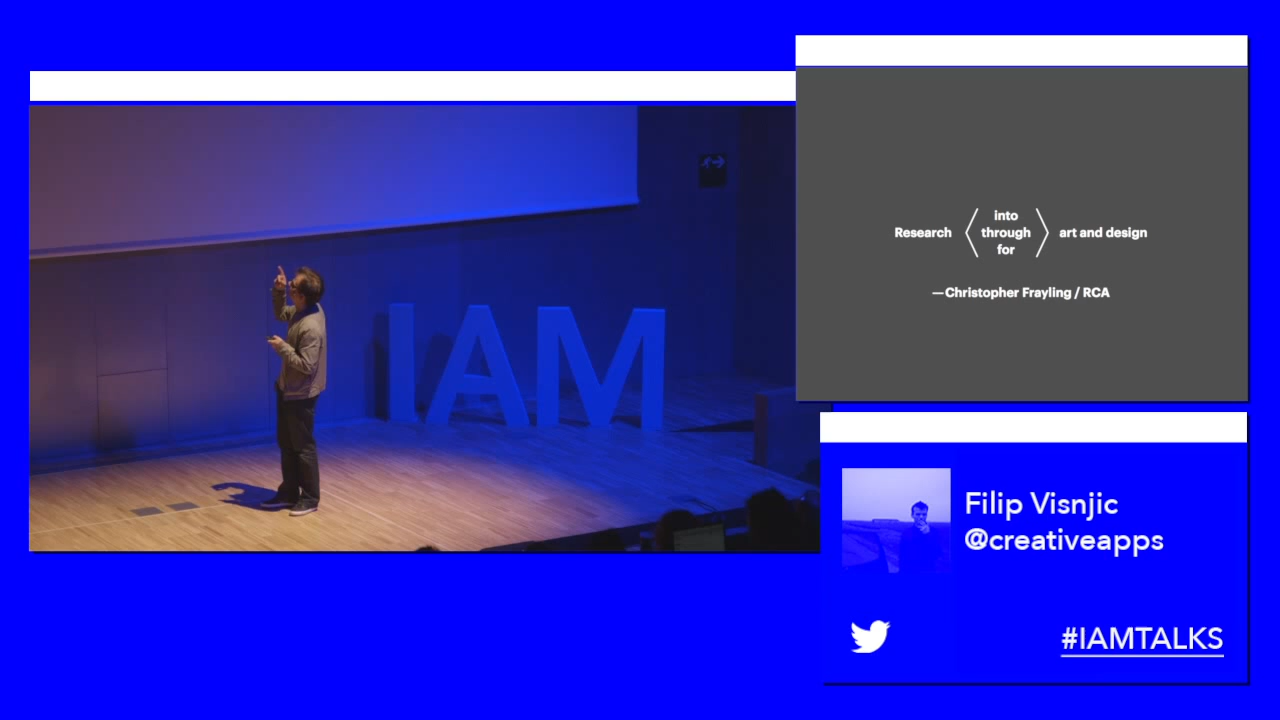 IAM
into
Research through art and design
for
—Christopher Frayling / RCA
Filip Visnjic
@creativeapps
#IAMTALKS